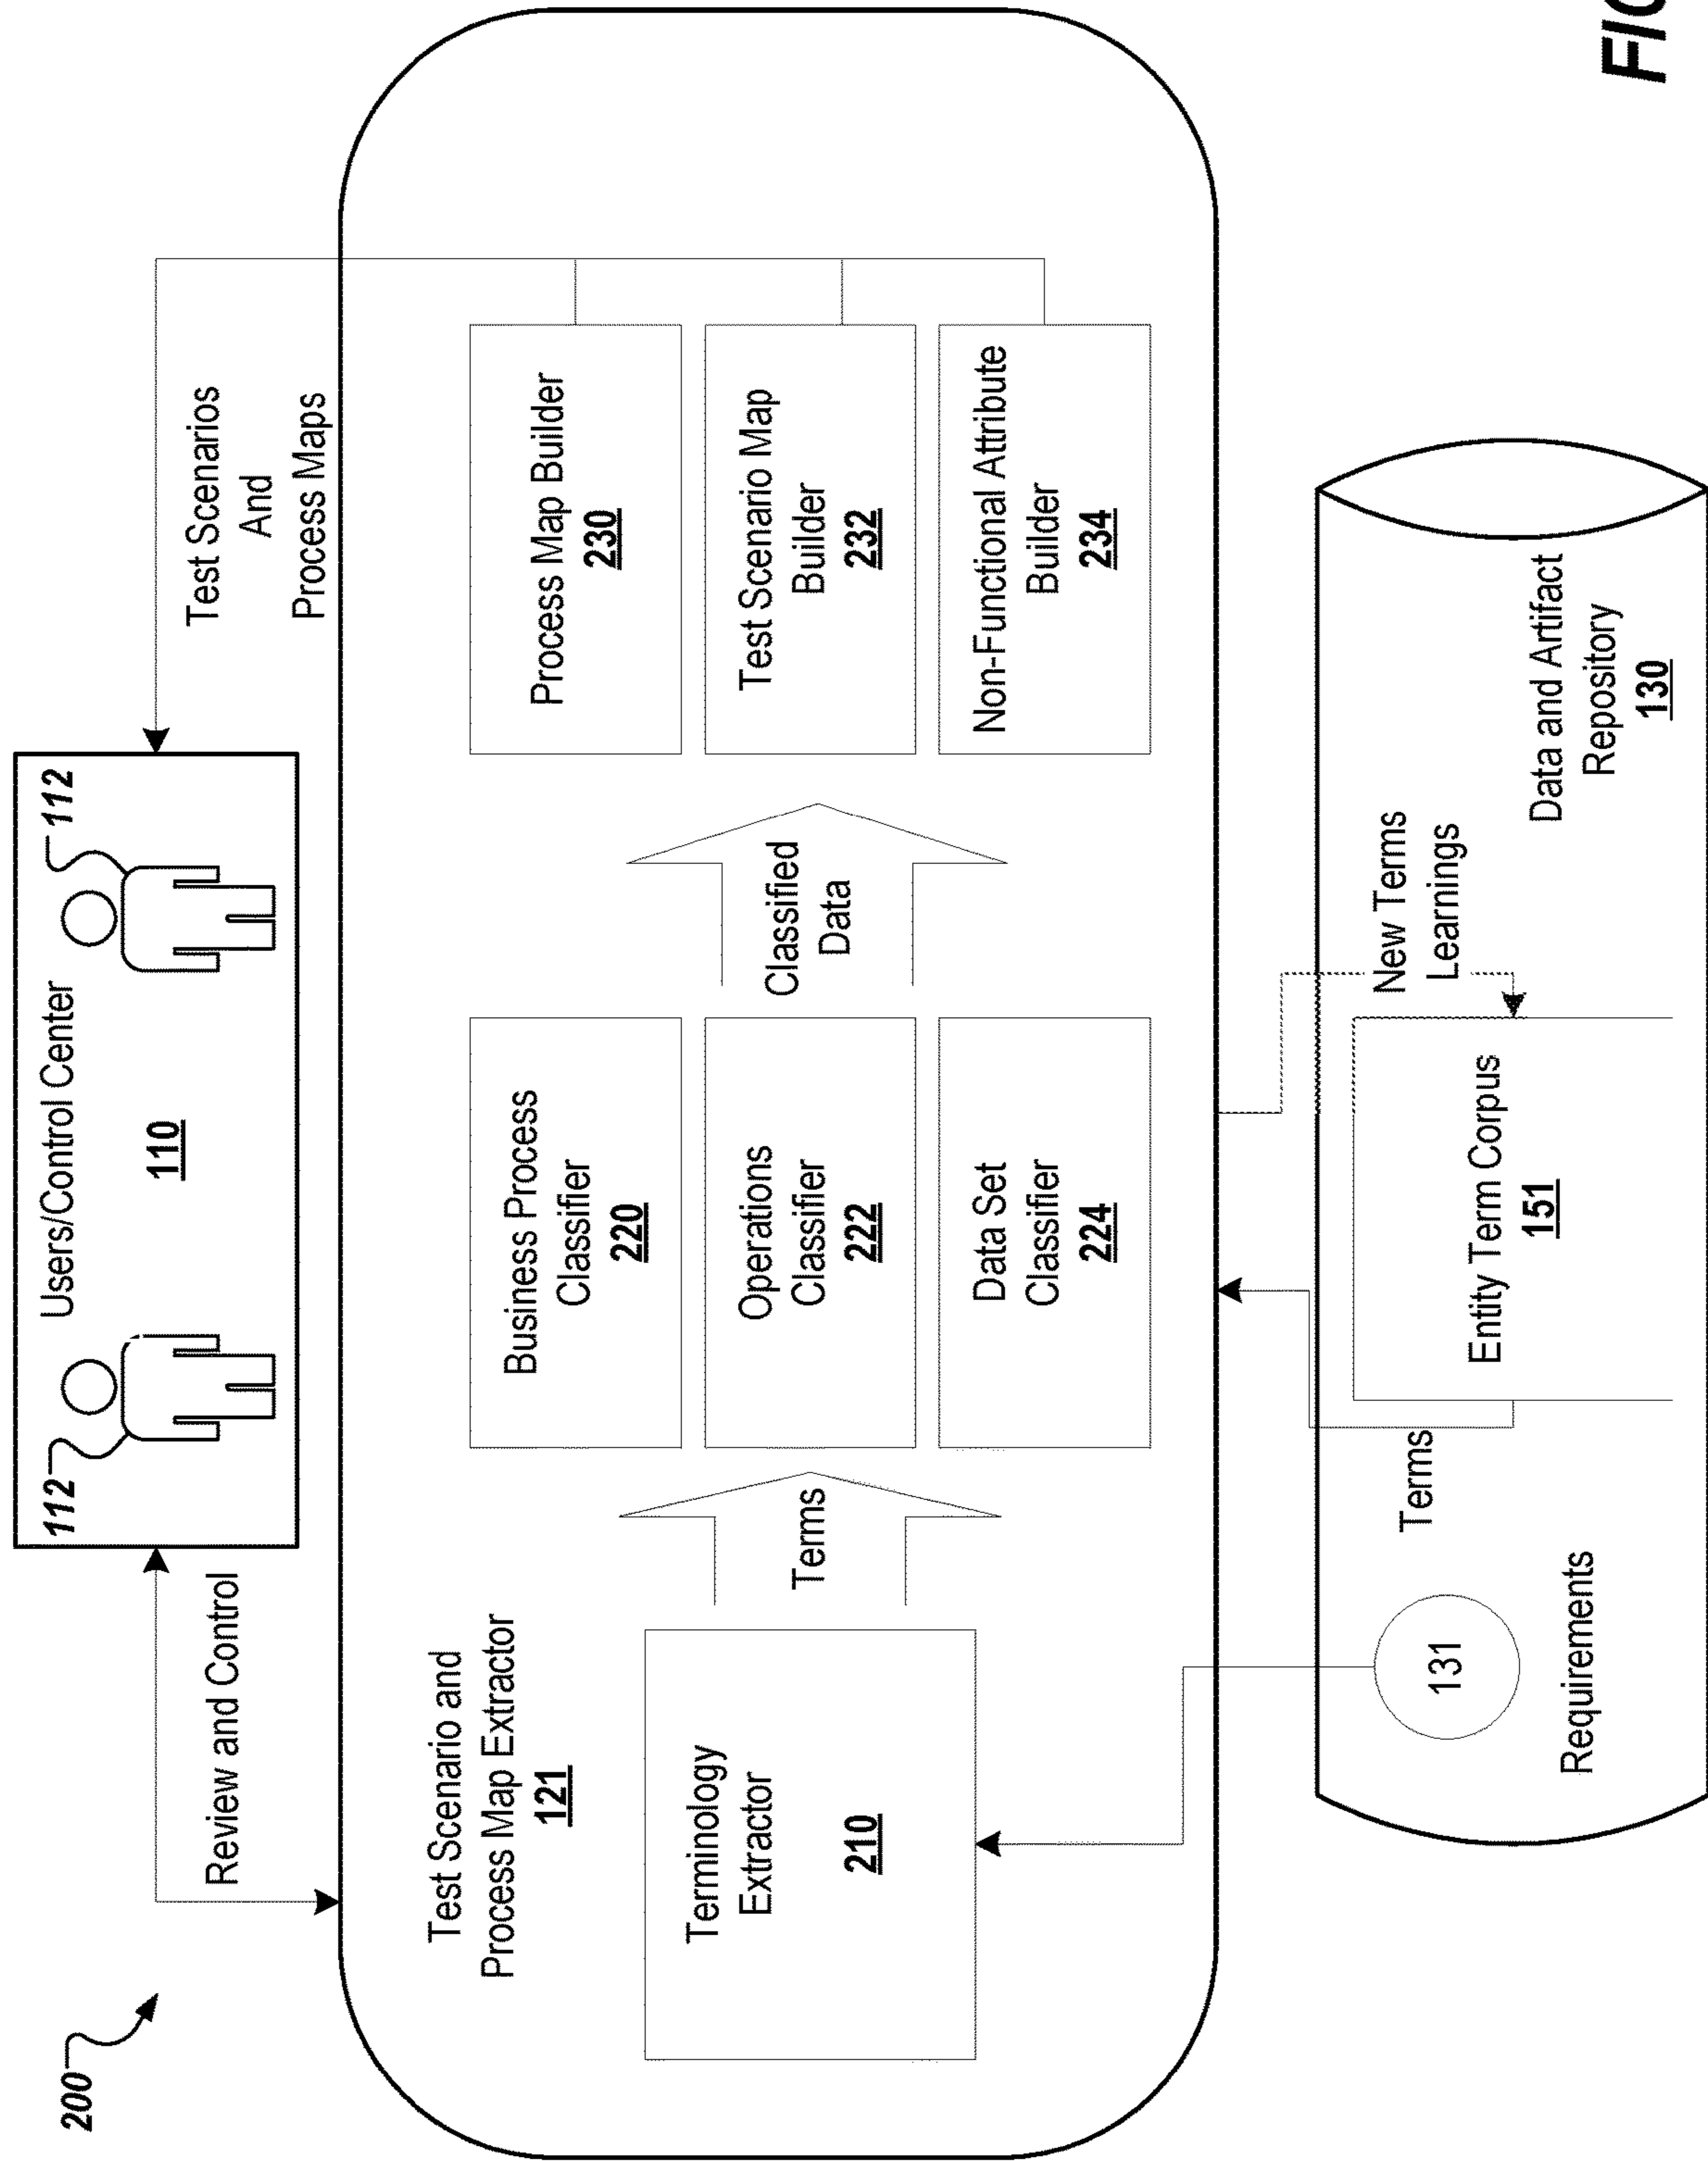 200
112
Users/Control Center
112
110
Review and Control
Test Scenarios
And
Process Maps
Test Scenario and
Process Map Extractor
121
Terminology
Extractor
210
Terms
Business Process
Classifier
220
Operations
Classifier
222
Data Set
Classifier
224
Classified
Data
Process Map Builder
230
Test Scenario Map
Builder
232
Non-Functional Attribute
Builder
234
131
Requirements
Terms
Entity Term Corpus
151
New Terms
Learnings
Data and Artifact
Repository
130